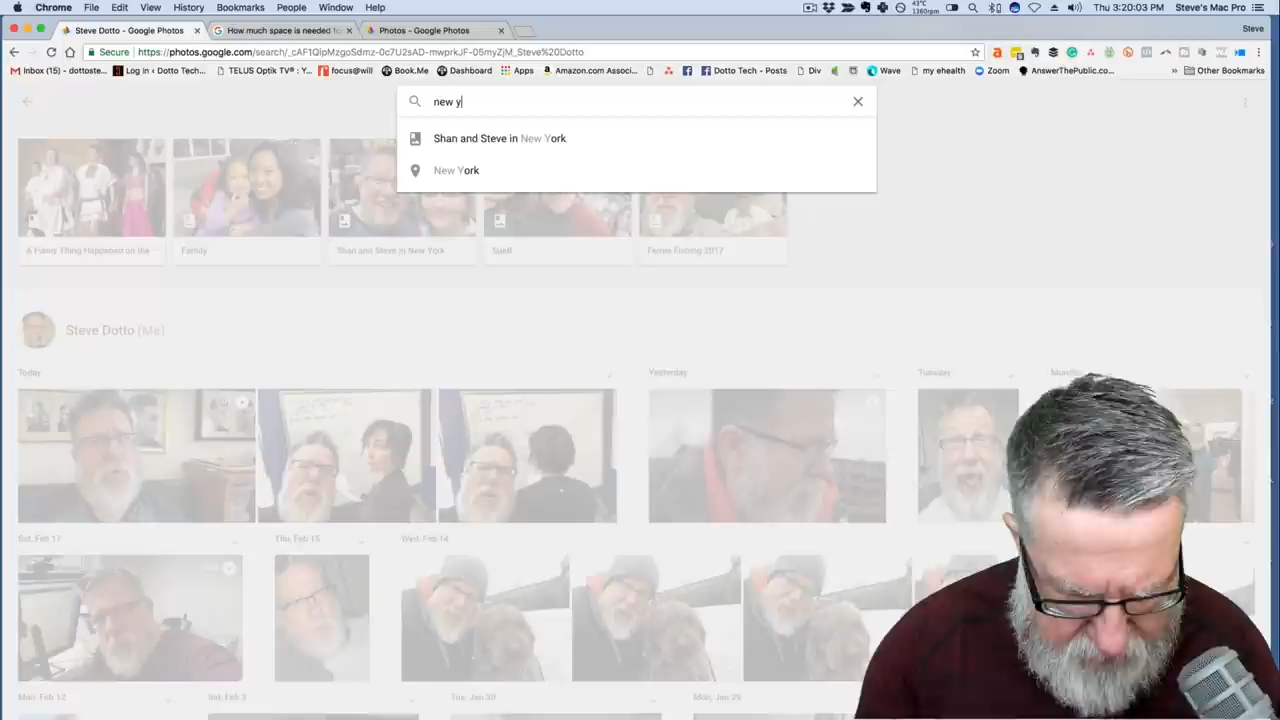 Chrome File Edit View History Bookmarks People Window Help
43°C
1360rpm
Thu 3:20:03 PM Steve's Mac Pro
Steve Dotto - Google Photos
How much space is needed to
Photos - Google Photos
Steve
Secure https://photos.google.com/search/_cAF1QipMzgoSdmz-0c7U2sAD-mwprkJF-05myZjM_Steve%20Dotto
Inbox (15) - dottoste... Log in ‹ Dotto Tech... TELUS Optik TV® : Y... focus@will Book.Me Dashboard Apps Amazon.com Associ... Dotto Tech - Posts Div Wave my ehealth Zoom AnswerThePublic.co... » Other Bookmarks
new y
Shan and Steve in New York
New York
A Funny Thing Happened on the
Family
Shan and Steve in New York
Suell
Fernie Fishing 2017
Steve Dotto (Me)
Today
Yesterday
Tuesday
Sat, Feb 17
Thu, Feb 15
Wed, Feb 14
Mon, Feb 12
Sat, Feb 3
Tue, Jan 30
Mon, Jan 29